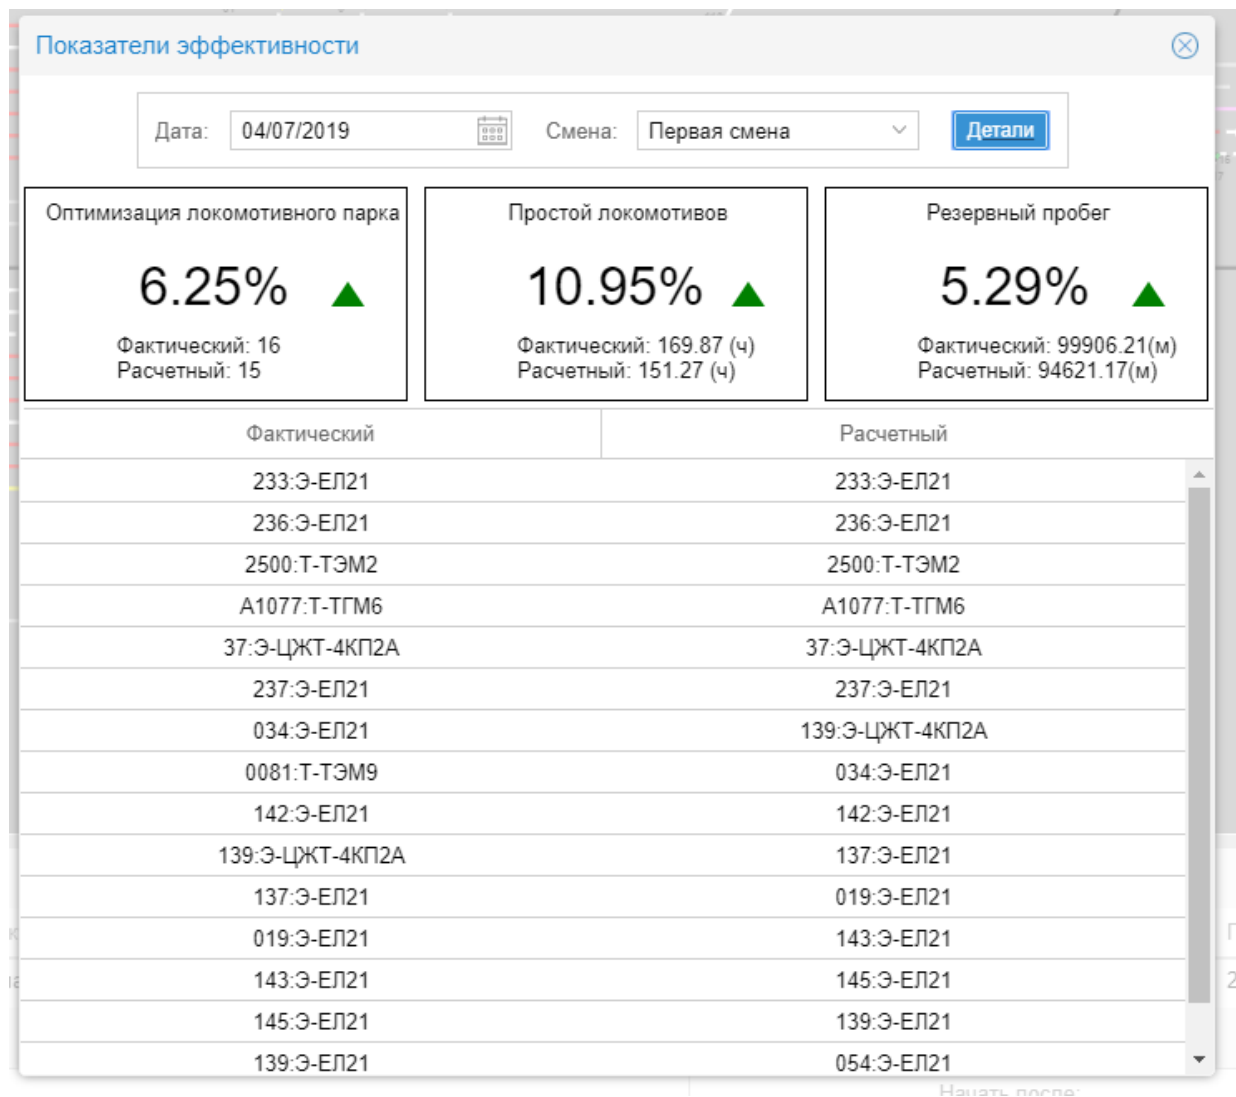 Показатели эффективности
Дата: 04/07/2019 Смена: Первая смена Детали
Оптимизация локомотивного парка
6.25%
Фактический: 16
Расчетный: 15
Простой локомотивов
10.95%
Фактический: 169.87 (ч)
Расчетный: 151.27 (ч)
Резервный пробег
5.29%
Фактический: 99906.21(м)
Расчетный: 94621.17(м)
Фактический Расчетный
233:Э-ЕЛ21 233:Э-ЕЛ21
236:Э-ЕЛ21 236:Э-ЕЛ21
2500:Т-ТЭМ2 2500:Т-ТЭМ2
А1077:Т-ТГМ6 А1077:Т-ТГМ6
37:Э-ЦЖТ-4КП2А 37:Э-ЦЖТ-4КП2А
237:Э-ЕЛ21 237:Э-ЕЛ21
034:Э-ЕЛ21 139:Э-ЦЖТ-4КП2А
0081:Т-ТЭМ9 034:Э-ЕЛ21
142:Э-ЕЛ21 142:Э-ЕЛ21
139:Э-ЦЖТ-4КП2А 137:Э-ЕЛ21
137:Э-ЕЛ21 019:Э-ЕЛ21
019:Э-ЕЛ21 143:Э-ЕЛ21
143:Э-ЕЛ21 145:Э-ЕЛ21
145:Э-ЕЛ21 139:Э-ЕЛ21
139:Э-ЕЛ21 054:Э-ЕЛ21
Начать после: